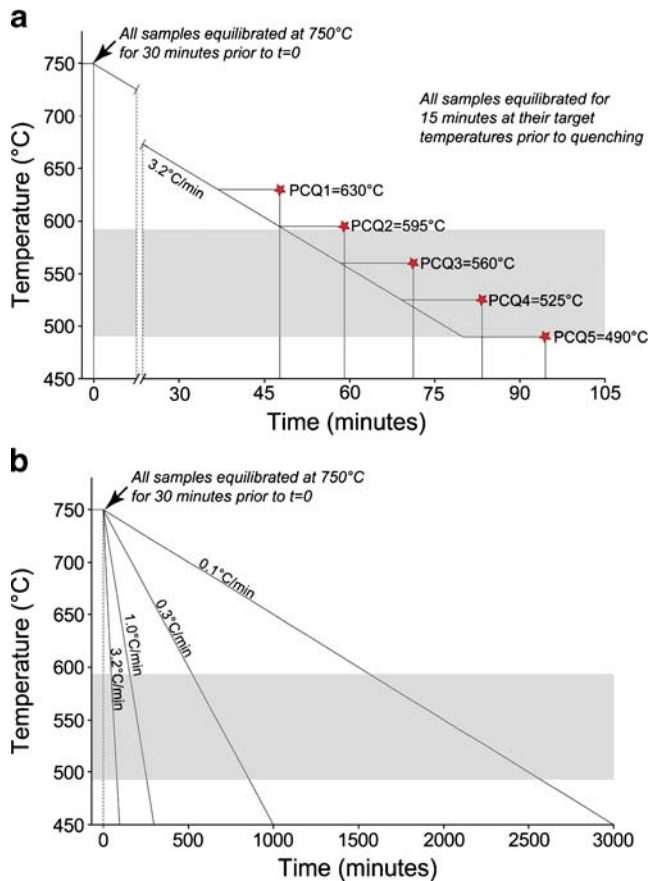 a
All samples equilibrated at 750°C
for 30 minutes prior to t=0
All samples equilibrated for
15 minutes at their target
temperatures prior to quenching
Temperature (°C)
750
700
650
600
550
500
450
3.2°C/min
PCQ1=630°C
PCQ2=595°C
PCQ3=560°C
PCQ4=525°C
PCQ5=490°C
0 30 45 60 75 90 105
Time (minutes)
b
All samples equilibrated at 750°C
for 30 minutes prior to t=0
Temperature (°C)
750
700
650
600
550
500
450
3.2°C/min
1.0°C/min
0.3°C/min
0.1°C/min
0 500 1000 1500 2000 2500 3000
Time (minutes)